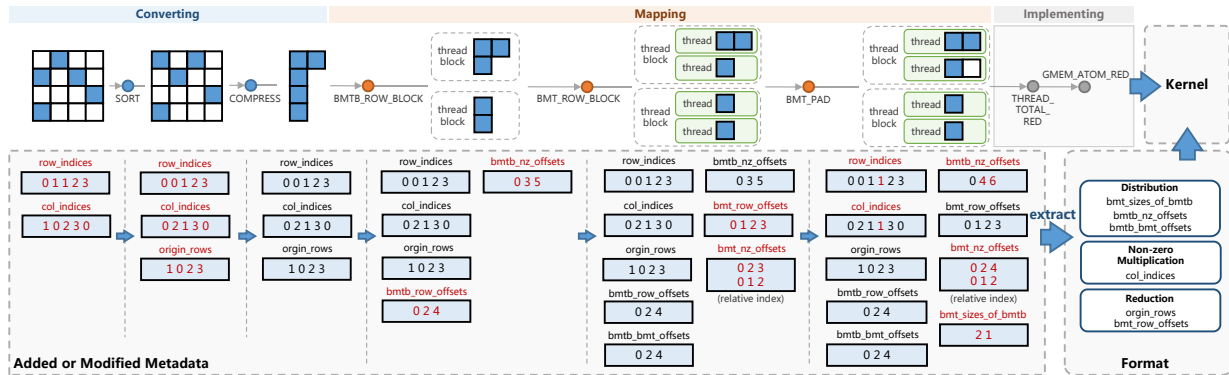 Converting
Mapping
Implementing
SORT
COMPRESS
BMTB_ROW_BLOCK
thread
block
thread
block
BMT_ROW_BLOCK
thread
block
thread
thread
thread
block
thread
thread
BMT_PAD
thread
block
thread
thread
thread
block
thread
thread
THREAD_
TOTAL_
RED
GMEM_ATOM_RED
Kernel
row_indices
0 1 1 2 3
col_indices
1 0 2 3 0
row_indices
0 0 1 2 3
col_indices
0 2 1 3 0
orgin_rows
1 0 2 3
row_indices
0 0 1 2 3
col_indices
0 2 1 3 0
orgin_rows
1 0 2 3
row_indices
0 0 1 2 3
col_indices
0 2 1 3 0
orgin_rows
1 0 2 3
bmtb_row_offsets
0 2 4
bmtb_nz_offsets
0 3 5
row_indices
0 0 1 2 3
col_indices
0 2 1 3 0
orgin_rows
1 0 2 3
bmtb_row_offsets
0 2 4
bmtb_bmt_offsets
0 2 4
bmtb_nz_offsets
0 3 5
bmt_row_offsets
0 1 2 3
bmt_nz_offsets
0 2 3
0 1 2
(relative index)
row_indices
0 0 1 1 2 3
col_indices
0 2 1 1 3 0
orgin_rows
1 0 2 3
bmtb_row_offsets
0 2 4
bmtb_bmt_offsets
0 2 4
bmtb_nz_offsets
0 4 6
bmt_row_offsets
0 1 2 3
bmt_nz_offsets
0 2 4
0 1 2
(relative index)
bmt_sizes_of_bmtb
2 1
Added or Modified Metadata
extract
Distribution
bmt_sizes_of_bmtb
bmtb_nz_offsets
bmtb_bmt_offsets
Non-zero
Multiplication
col_indices
Reduction
orgin_rows
bmt_row_offsets
Format